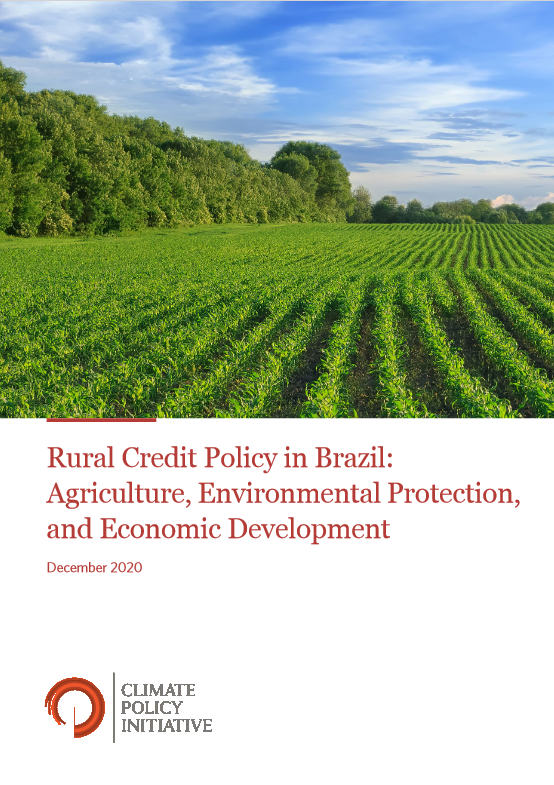 Rural Credit Policy in Brazil:
Agriculture, Environmental Protection,
and Economic Development
December 2020
CLIMATE
POLICY
INITIATIVE